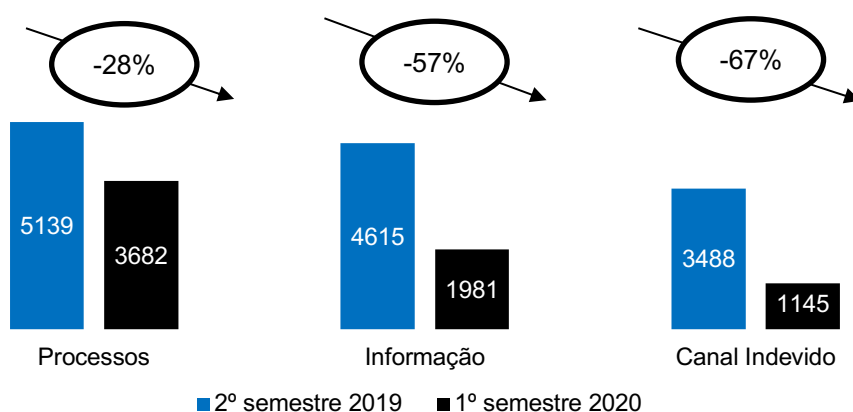 -28%
-57%
-67%
5139
3682
4615
1981
3488
1145
Processos
Informação
Canal Indevido
2º semestre 2019
1º semestre 2020